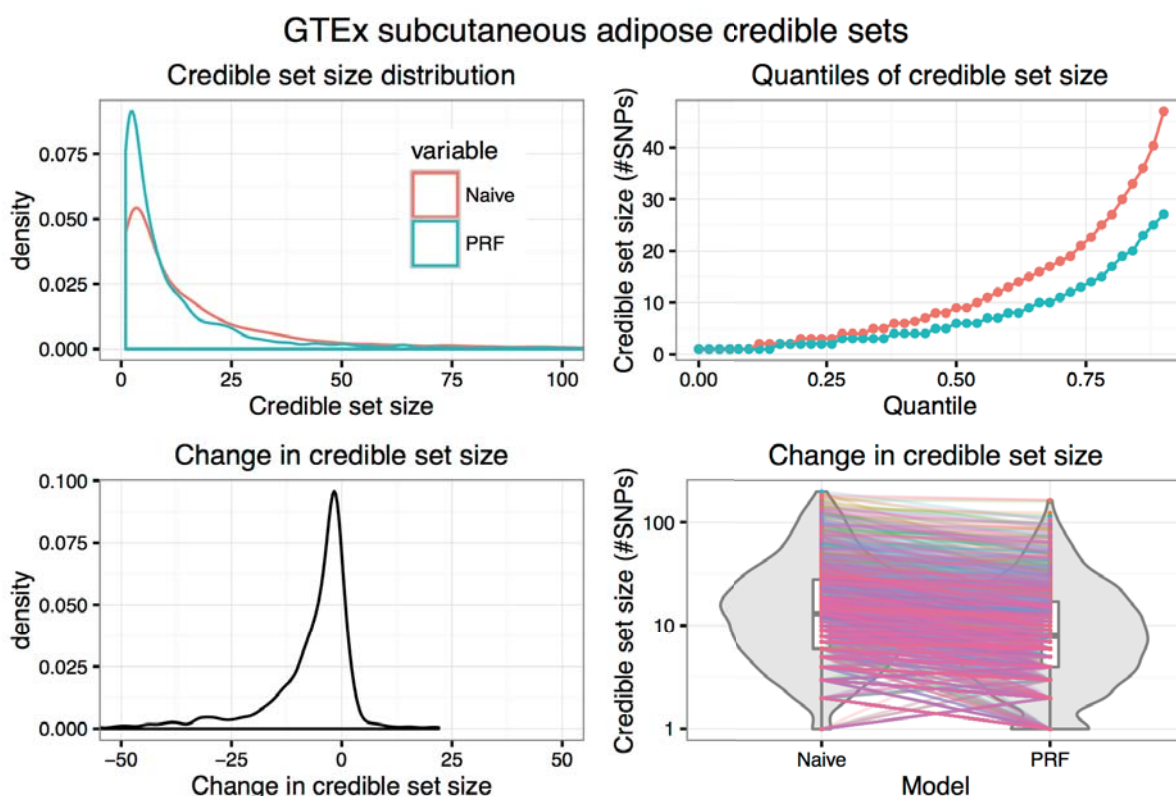 GTEx subcutaneous adipose credible sets
Credible set size distribution
density
0.075
0.050
0.025
0.000
variable
Naive
PRF
0
25
50
75
100
Credible set size
Quantiles of credible set size
Credible set size (#SNPs)
40
30
20
10
0
0.00
0.25
0.50
0.75
Quantile
Change in credible set size
density
0.100
0.075
0.050
0.025
0.000
−50
−25
0
25
50
Change in credible set size
Change in credible set size
Credible set size (#SNPs)
100
10
1
Naive
PRF
Model